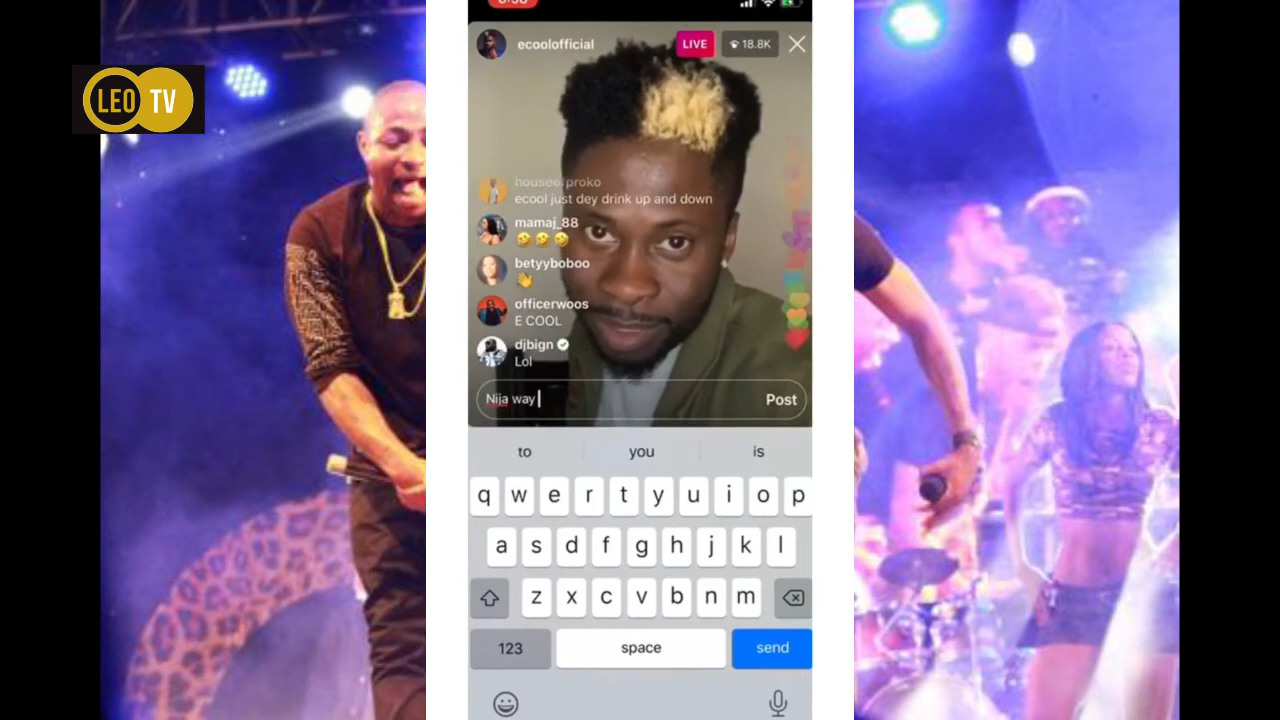 LEO TV
ecoolofficial
LIVE
18.8K
houseofproko
ecool just dey drink up and down
mamaj_88
betyyboboo
officerwoos
E COOL
djbign
Lol
Nija way
Post
to you is
q w e r t y u i o p
a s d f g h j k l
z x c v b n m
123 space send